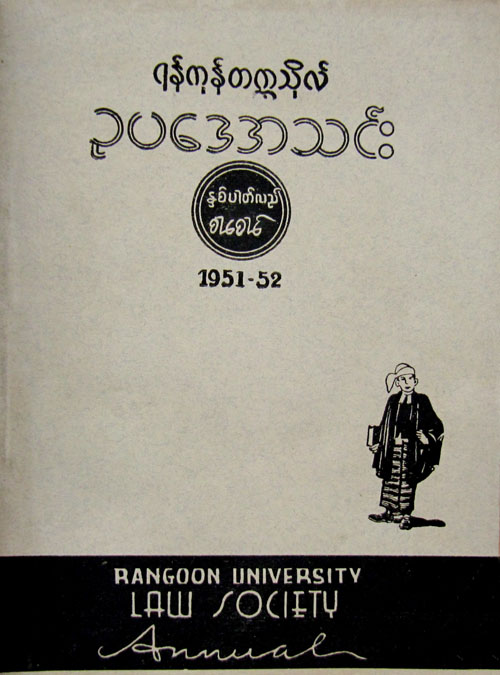 ရန်ကုန်တက္ကသိုလ်
ဥပဒေအသင်း
နှစ်ပါတ်လည်
စာစောင်
1951-52
RANGOON UNIVERSITY
LAW SOCIETY
Annual